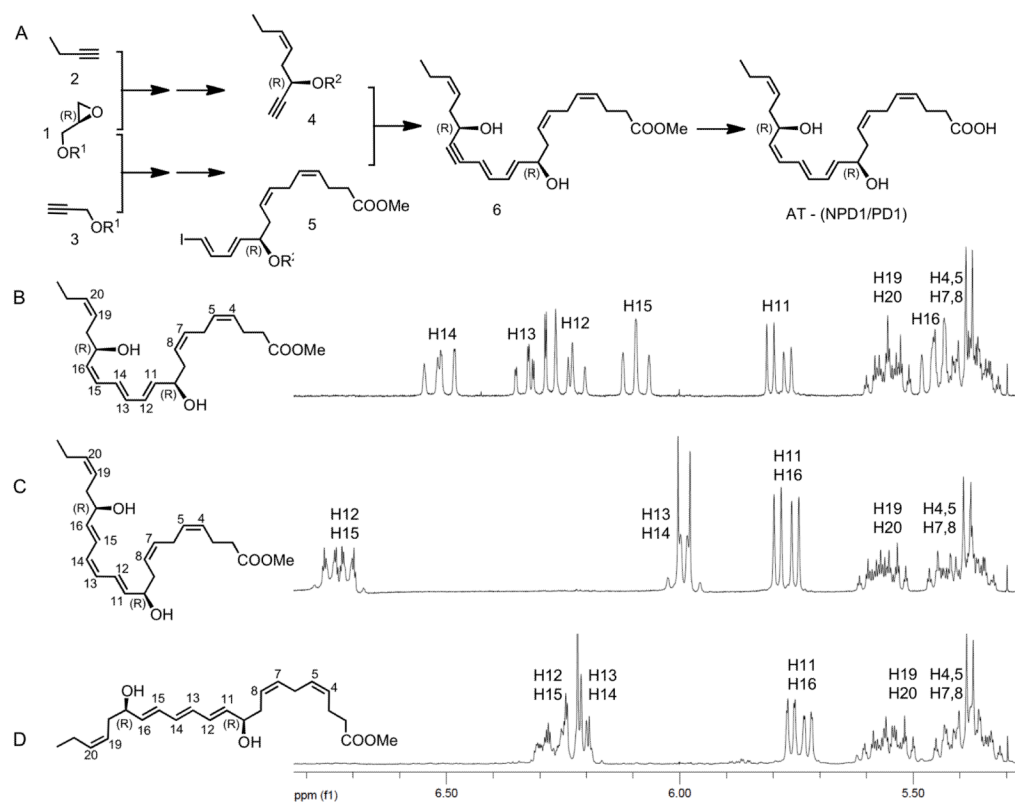 A
2
(R)
O
1
OR¹
3
OR¹
(R)
OR²
4
I
(R)
OR²
5
COOMe
(R)
OH
COOMe
(R)
OH
6
(R)
OH
COOH
(R)
OH
AT - (NPD1/PD1)
B
20
19
5
4
7
(R)
OH
8
COOMe
16
14
11
15
(R)
13
12
OH
H14
H13
H12
H15
H11
H19
H20
H16
H4,5
H7,8
C
20
19
5
4
(R)
OH
7
COOMe
16
15
8
14
12
13
(R)
11
OH
H12
H15
H13
H14
H11
H16
H19
H20
H4,5
H7,8
D
OH
15
13
11
8
7
5
4
(R)
16
14
12
(R)
19
20
OH
COOMe
H12
H15
H13
H14
H11
H16
H19
H20
H4,5
H7,8
ppm (f1)
6.50
6.00
5.50